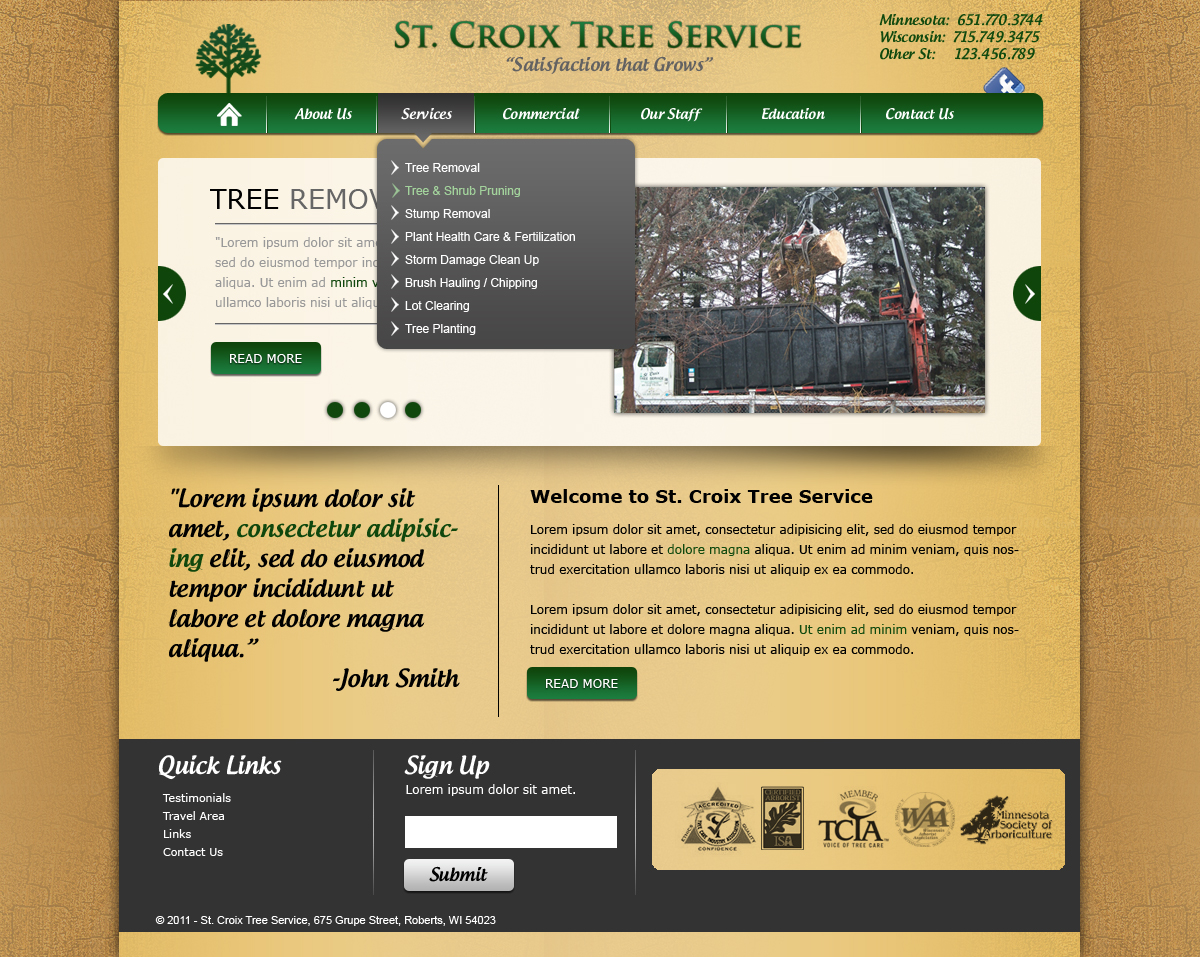 St. Croix Tree Service
“Satisfaction that Grows”
Minnesota: 651.770.3744
Wisconsin: 715.749.3475
Other St: 123.456.789
About Us
Services
Commercial
Our Staff
Education
Contact Us
Tree Removal
Tree & Shrub Pruning
Stump Removal
Plant Health Care & Fertilization
Storm Damage Clean Up
Brush Hauling / Chipping
Lot Clearing
Tree Planting
TREE REMOV
"Lorem ipsum dolor sit ame
sed do eiusmod tempor inc
aliqua. Ut enim ad minim v
ullamco laboris nisi ut aliqu
READ MORE
"Lorem ipsum dolor sit
amet, consectetur adipisic-
ing elit, sed do eiusmod
tempor incididunt ut
labore et dolore magna
aliqua.”
-John Smith
Welcome to St. Croix Tree Service
Lorem ipsum dolor sit amet, consectetur adipisicing elit, sed do eiusmod tempor
incididunt ut labore et dolore magna aliqua. Ut enim ad minim veniam, quis nos-
trud exercitation ullamco laboris nisi ut aliquip ex ea commodo.
Lorem ipsum dolor sit amet, consectetur adipisicing elit, sed do eiusmod tempor
incididunt ut labore et dolore magna aliqua. Ut enim ad minim veniam, quis nos-
trud exercitation ullamco laboris nisi ut aliquip ex ea commodo.
READ MORE
Quick Links
Testimonials
Travel Area
Links
Contact Us
Sign Up
Lorem ipsum dolor sit amet.
Submit
ACCREDITED
CONFIDENCE
CERTIFIED
ARBORIST
ISA
MEMBER
TCIA
VOICE OF TREE CARE
WAA
Minnesota
Society of
Arboriculture
© 2011 - St. Croix Tree Service, 675 Grupe Street, Roberts, WI 54023